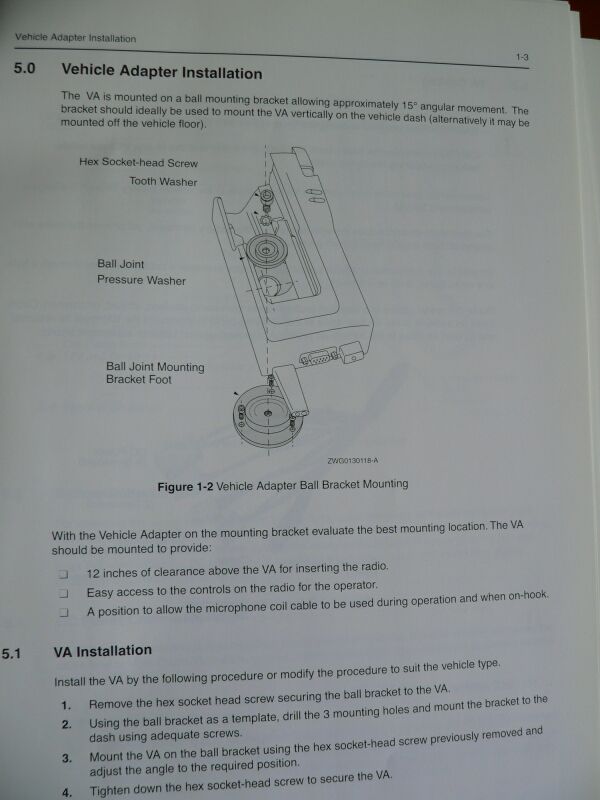 Vehicle Adapter Installation
1-3
5.0 Vehicle Adapter Installation
The VA is mounted on a ball mounting bracket allowing approximately 15° angular movement. The
bracket should ideally be used to mount the VA vertically on the vehicle dash (alternatively it may be
mounted off the vehicle floor).
Hex Socket-head Screw
Tooth Washer
Ball Joint
Pressure Washer
Ball Joint Mounting
Bracket Foot
ZWG0130118-A
Figure 1-2 Vehicle Adapter Ball Bracket Mounting
With the Vehicle Adapter on the mounting bracket evaluate the best mounting location. The VA
should be mounted to provide:
❏ 12 inches of clearance above the VA for inserting the radio.
❏ Easy access to the controls on the radio for the operator.
❏ A position to allow the microphone coil cable to be used during operation and when on-hook.
5.1 VA Installation
Install the VA by the following procedure or modify the procedure to suit the vehicle type.
1. Remove the hex socket head screw securing the ball bracket to the VA.
2. Using the ball bracket as a template, drill the 3 mounting holes and mount the bracket to the
dash using adequate screws.
3. Mount the VA on the ball bracket using the hex socket-head screw previously removed and
adjust the angle to the required position.
4. Tighten down the hex socket-head screw to secure the VA.